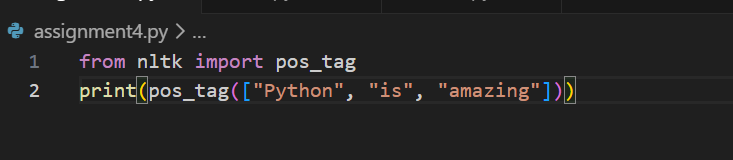 assignment4.py > ...
1 from nltk import pos_tag
2 print(pos_tag(["Python", "is", "amazing"]))